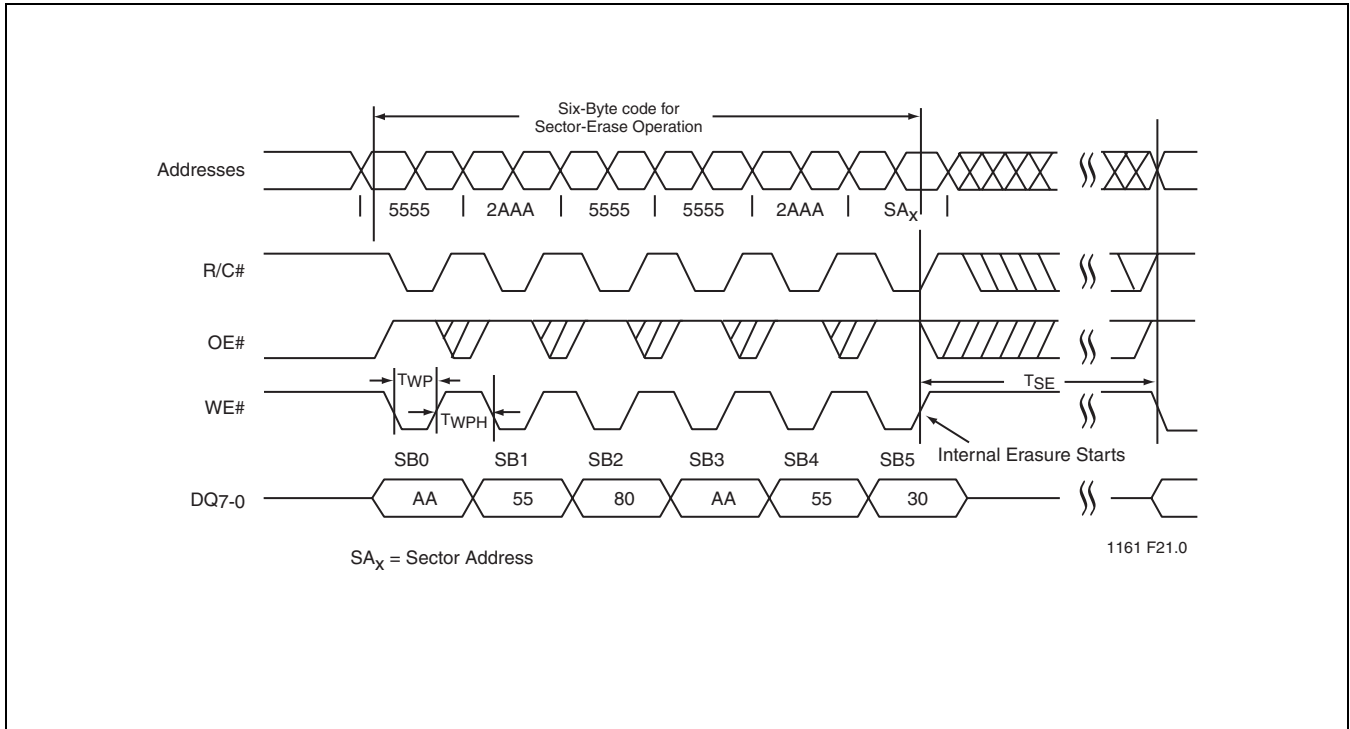 Six-Byte code for
Sector-Erase Operation
Addresses
5555 2AAA 5555 5555 2AAA SAX
R/C#
OE#
TWP
TSE
WE#
TWPH
Internal Erasure Starts
SB0 SB1 SB2 SB3 SB4 SB5
DQ7-0
AA 55 80 AA 55 30
1161 F21.0
SAX = Sector Address